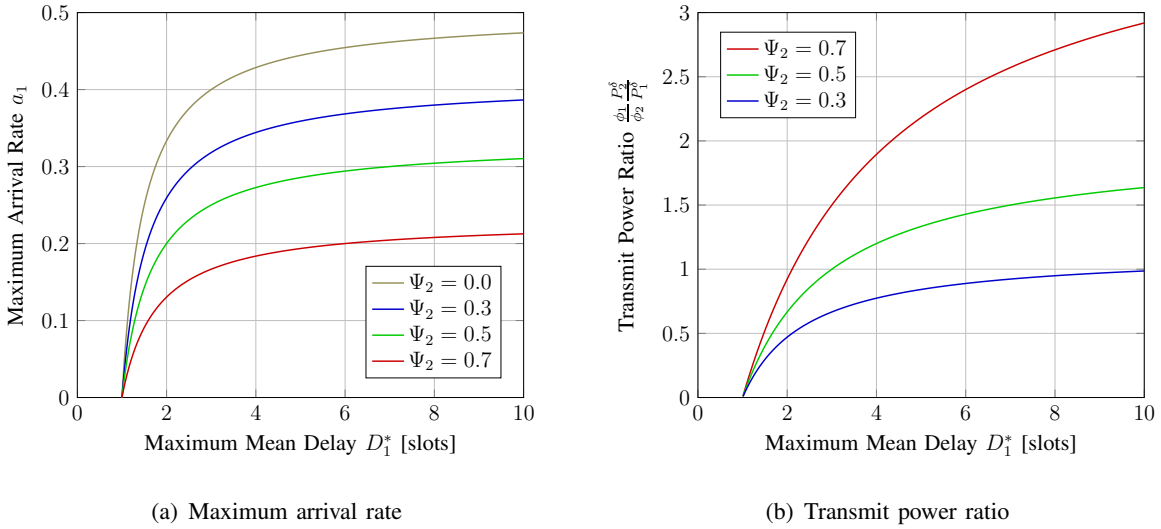 0.5
0.4
0.3
0.2
0.1
0
0 2 4 6 8 10
Maximum Arrival Rate a₁
Maximum Mean Delay D₁* [slots]
Ψ₂ = 0.0
Ψ₂ = 0.3
Ψ₂ = 0.5
Ψ₂ = 0.7
(a) Maximum arrival rate
3
2.5
2
1.5
1
0.5
0
0 2 4 6 8 10
Transmit Power Ratio ϕ₁/ϕ₂ P₂^δ/P₁^δ
Maximum Mean Delay D₁* [slots]
Ψ₂ = 0.7
Ψ₂ = 0.5
Ψ₂ = 0.3
(b) Transmit power ratio